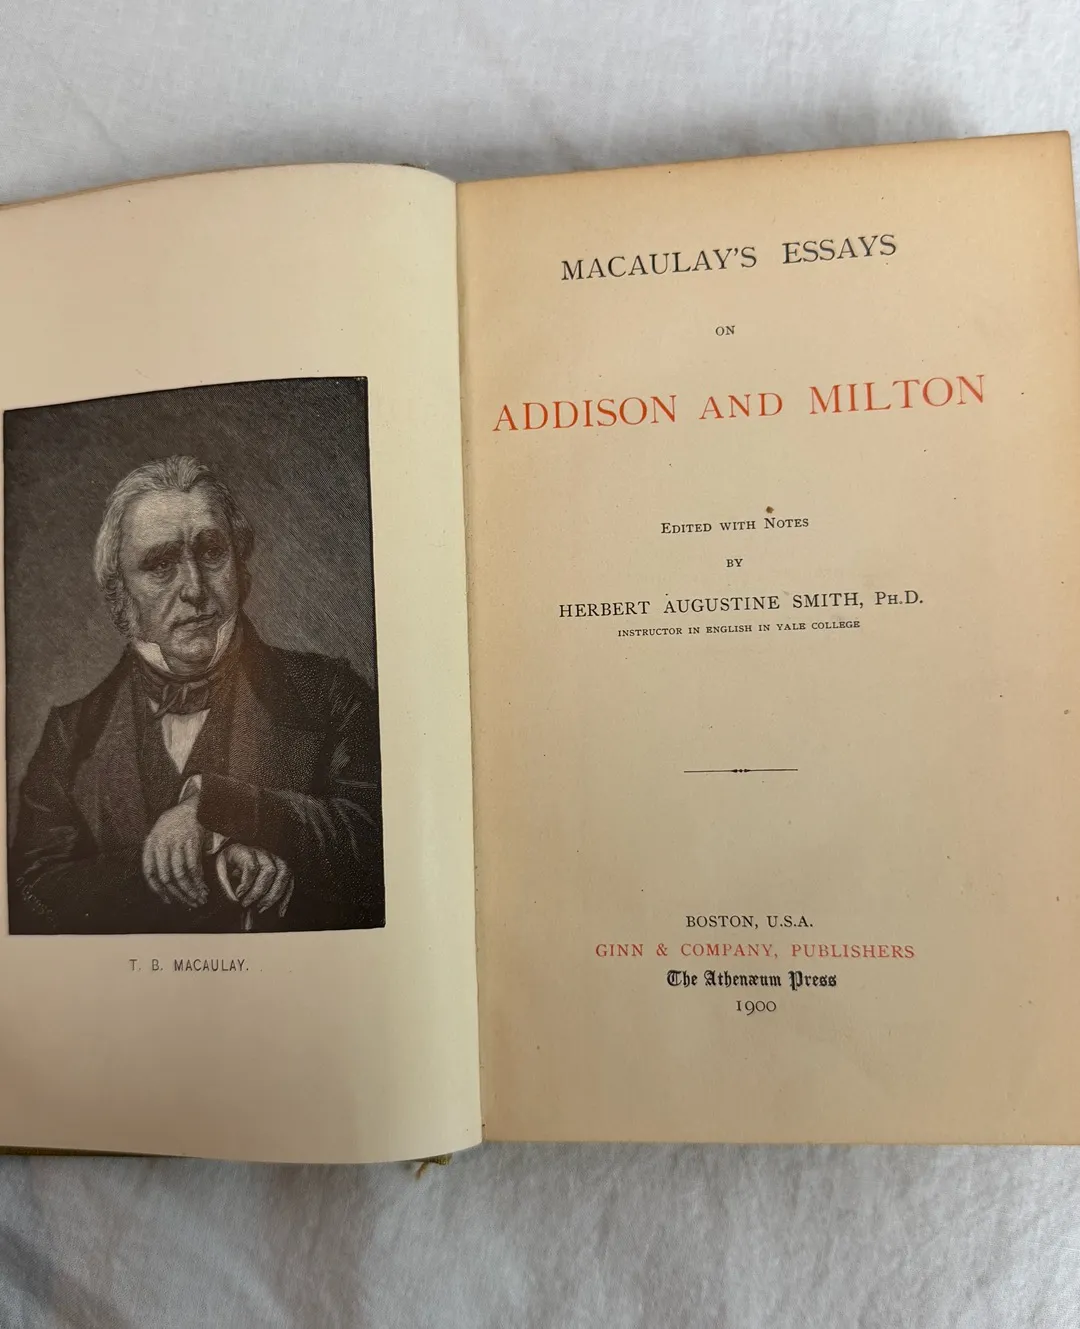 T. B. MACAULAY.
MACAULAY'S ESSAYS
ON
ADDISON AND MILTON
EDITED WITH NOTES
BY
HERBERT AUGUSTINE SMITH, PH.D.
INSTRUCTOR IN ENGLISH IN YALE COLLEGE
BOSTON, U.S.A.
GINN & COMPANY, PUBLISHERS
The Athenæum Press
1900